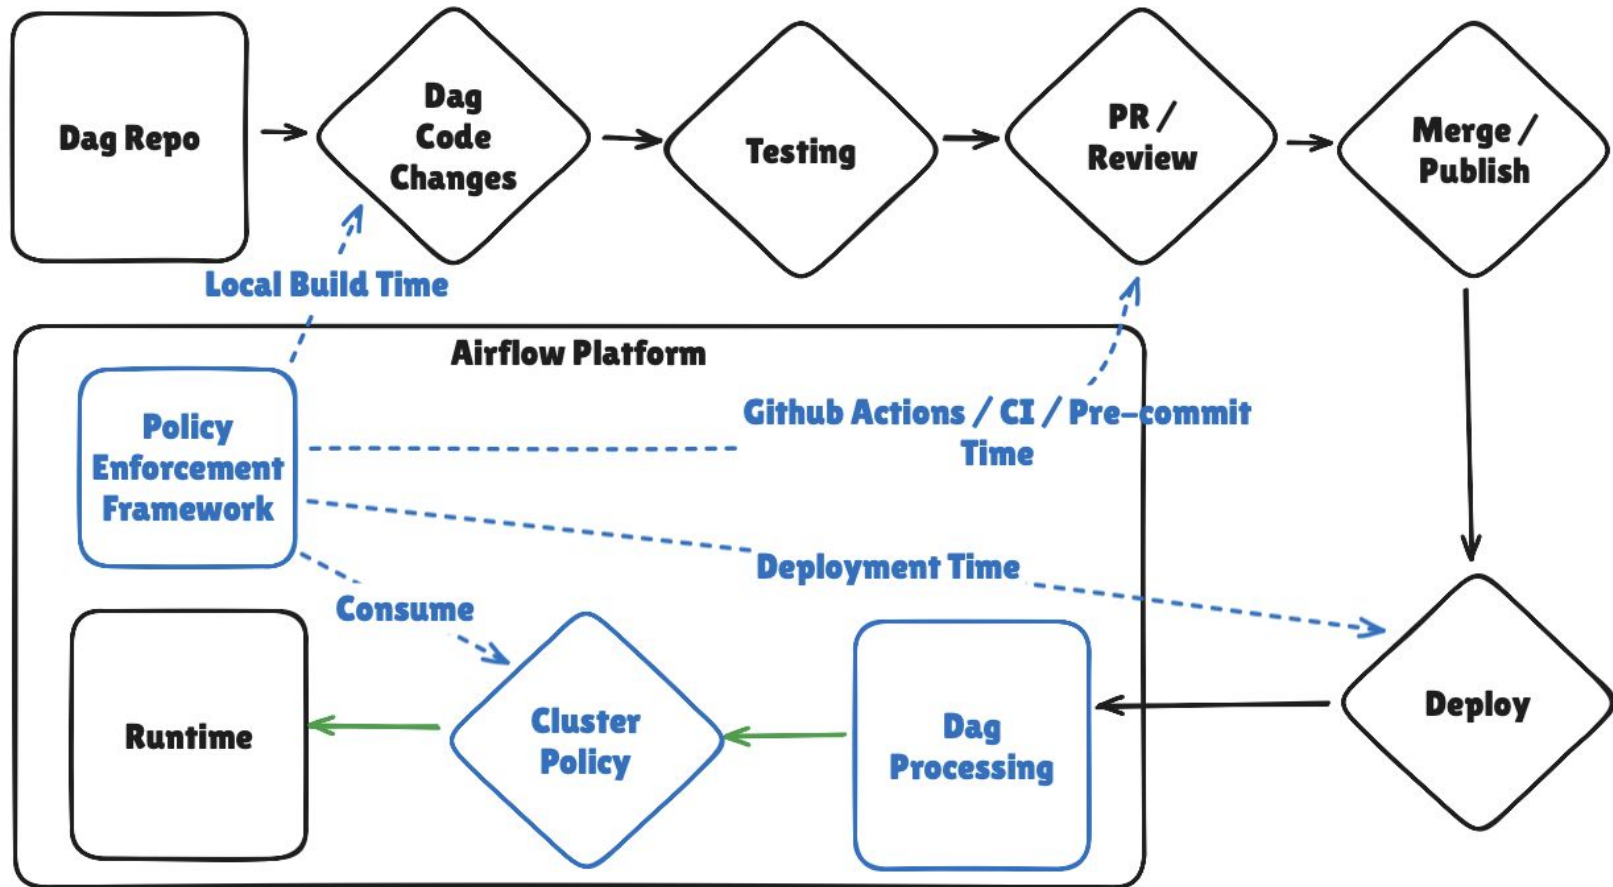 Dag Repo
Dag
Code
Changes
Testing
PR /
Review
Merge /
Publish
Local Build Time
Airflow Platform
Policy
Enforcement
Framework
Github Actions / CI / Pre-commit
Time
Deployment Time
Consume
Runtime
Cluster
Policy
Dag
Processing
Deploy